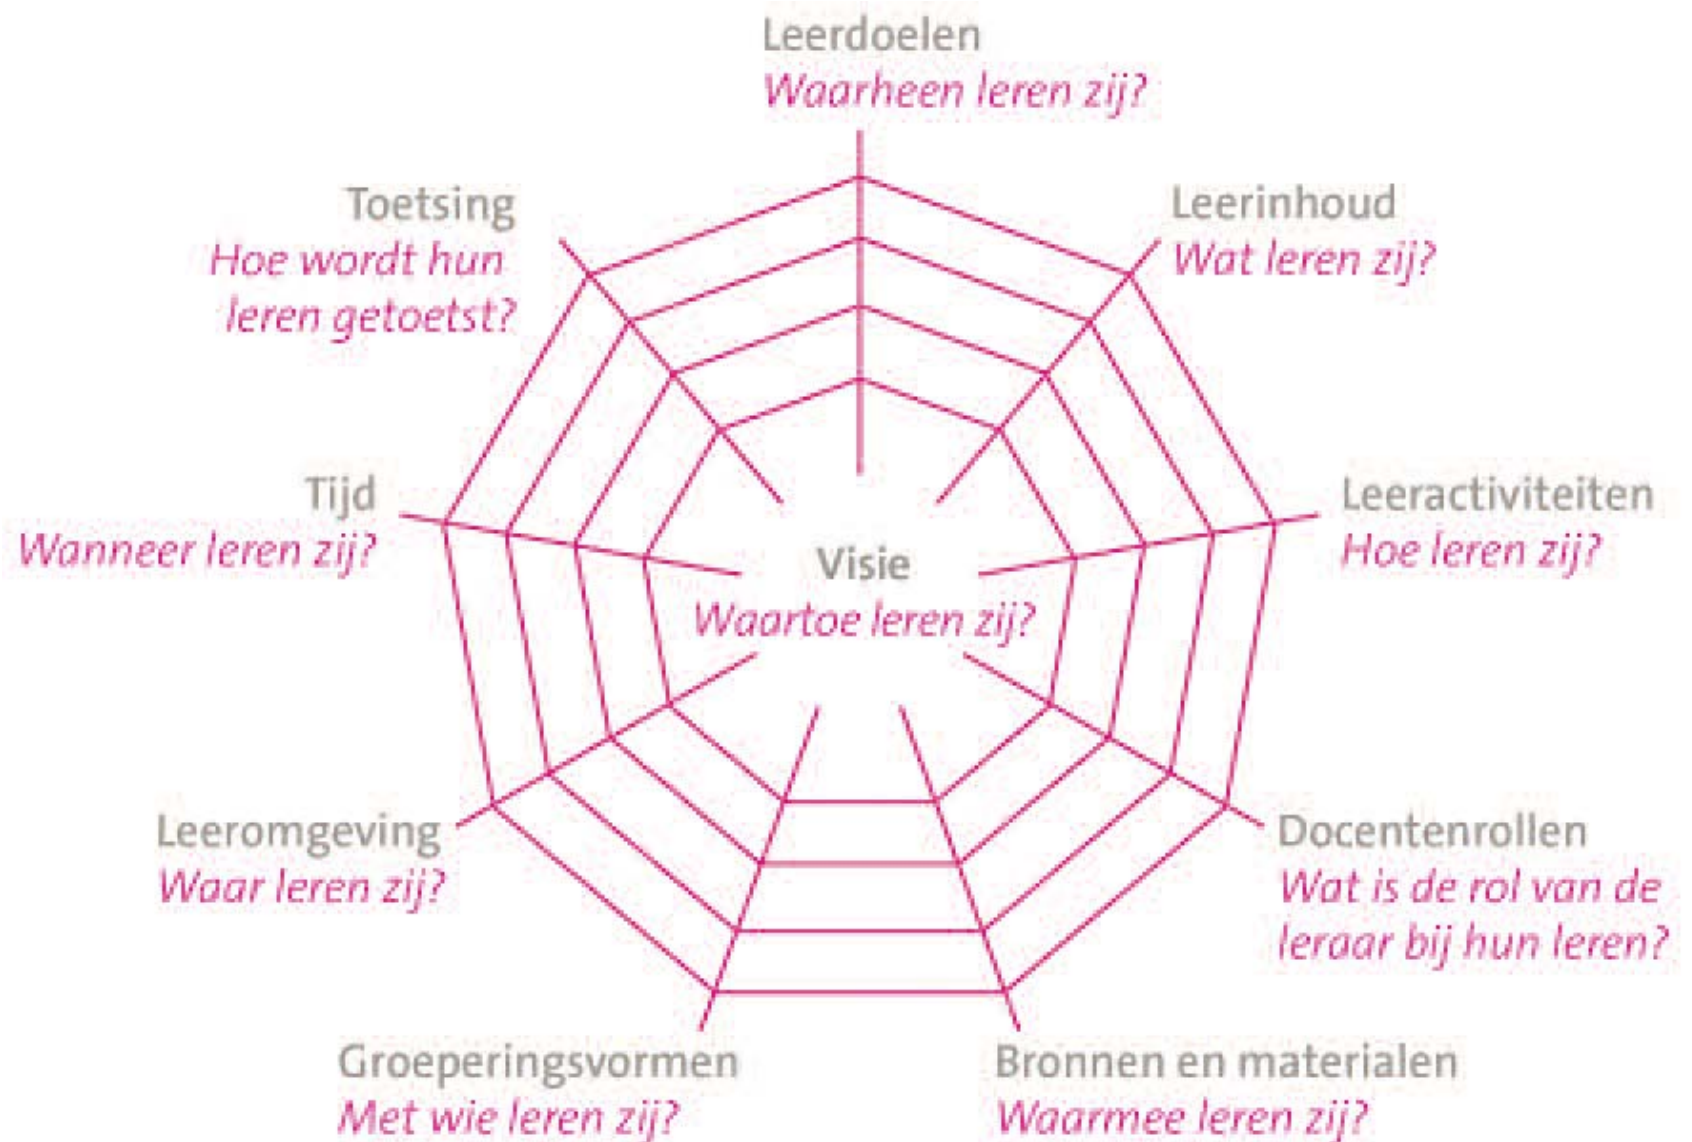 Leerdoelen
Waarheen leren zij?
Leerinhoud
Wat leren zij?
Leeractiviteiten
Hoe leren zij?
Docentenrollen
Wat is de rol van de
leraar bij hun leren?
Bronnen en materialen
Waarmee leren zij?
Groeperingsvormen
Met wie leren zij?
Leeromgeving
Waar leren zij?
Tijd
Wanneer leren zij?
Toetsing
Hoe wordt hun
leren getoetst?
Visie
Waartoe leren zij?